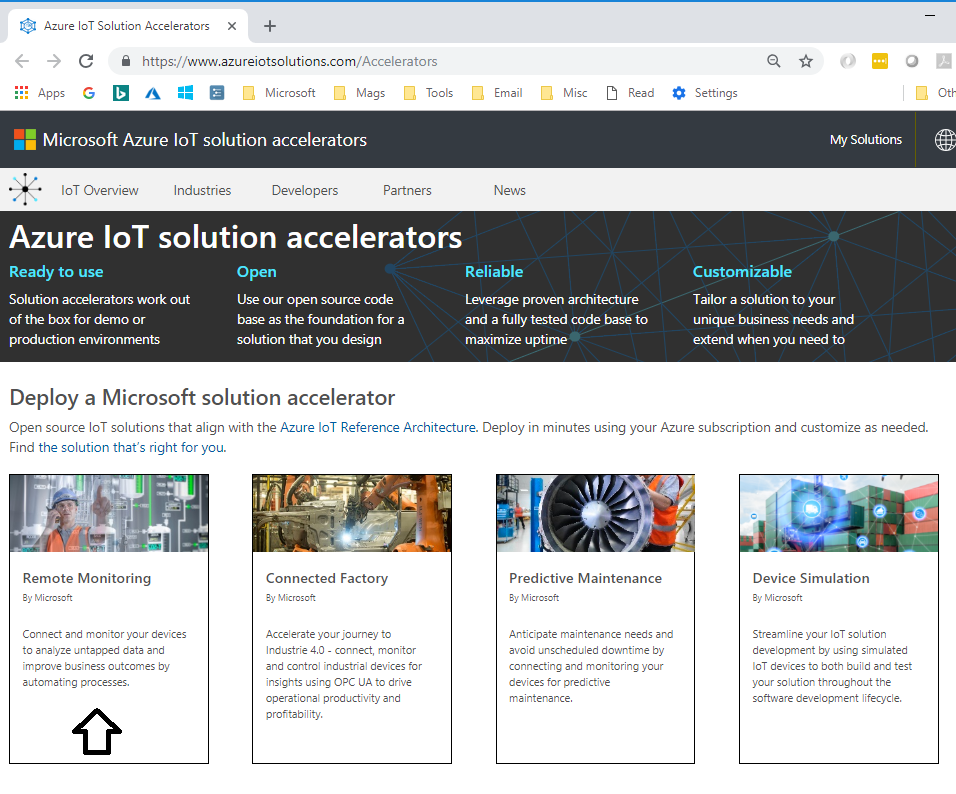 Azure IoT Solution Accelerators
https://www.azureiotsolutions.com/Accelerators
Apps
Microsoft
Mags
Tools
Email
Misc
Read
Settings
Oth
Microsoft Azure IoT solution accelerators
My Solutions
IoT Overview
Industries
Developers
Partners
News
Azure IoT solution accelerators
Ready to use
Solution accelerators work out
of the box for demo or
production environments
Open
Use our open source code
base as the foundation for a
solution that you design
Reliable
Leverage proven architecture
and a fully tested code base to
maximize uptime
Customizable
Tailor a solution to your
unique business needs and
extend when you need to
Deploy a Microsoft solution accelerator
Open source IoT solutions that align with the Azure IoT Reference Architecture. Deploy in minutes using your Azure subscription and customize as needed.
Find the solution that's right for you.
Remote Monitoring
By Microsoft
Connect and monitor your devices
to analyze untapped data and
improve business outcomes by
automating processes.
Connected Factory
By Microsoft
Accelerate your journey to
Industrie 4.0 - connect, monitor
and control industrial devices for
insights using OPC UA to drive
operational productivity and
profitability.
Predictive Maintenance
By Microsoft
Anticipate maintenance needs and
avoid unscheduled downtime by
connecting and monitoring your
devices for predictive
maintenance.
Device Simulation
By Microsoft
Streamline your IoT solution
development by using simulated
IoT devices to both build and test
your solution throughout the
software development lifecycle.